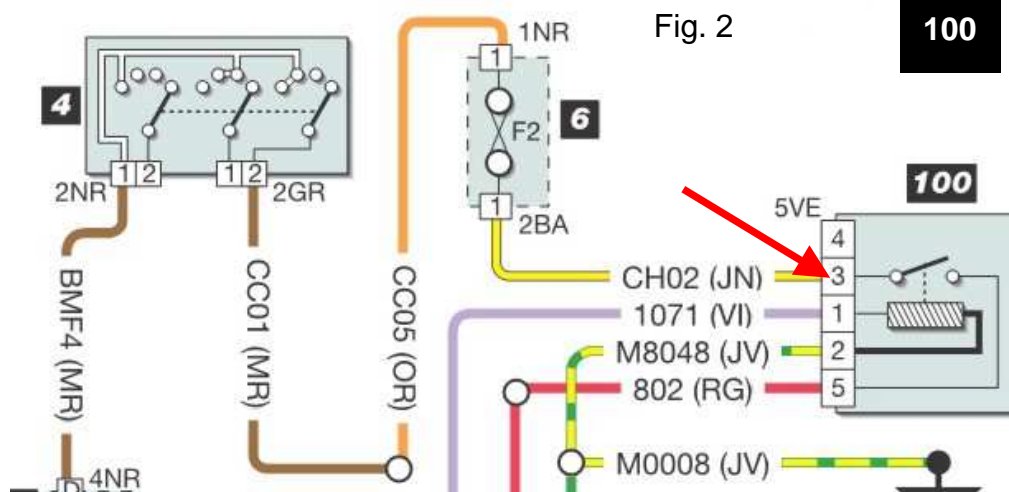 Fig. 2
100
4
1 2
2NR
1 2
2GR
1NR
1
F2
6
1
2BA
100
5VE
4
3
1
2
5
CH02 (JN)
1071 (VI)
M8048 (JV)
802 (RG)
M0008 (JV)
BMF4 (MR)
CC01 (MR)
CC05 (OR)
4NR
D